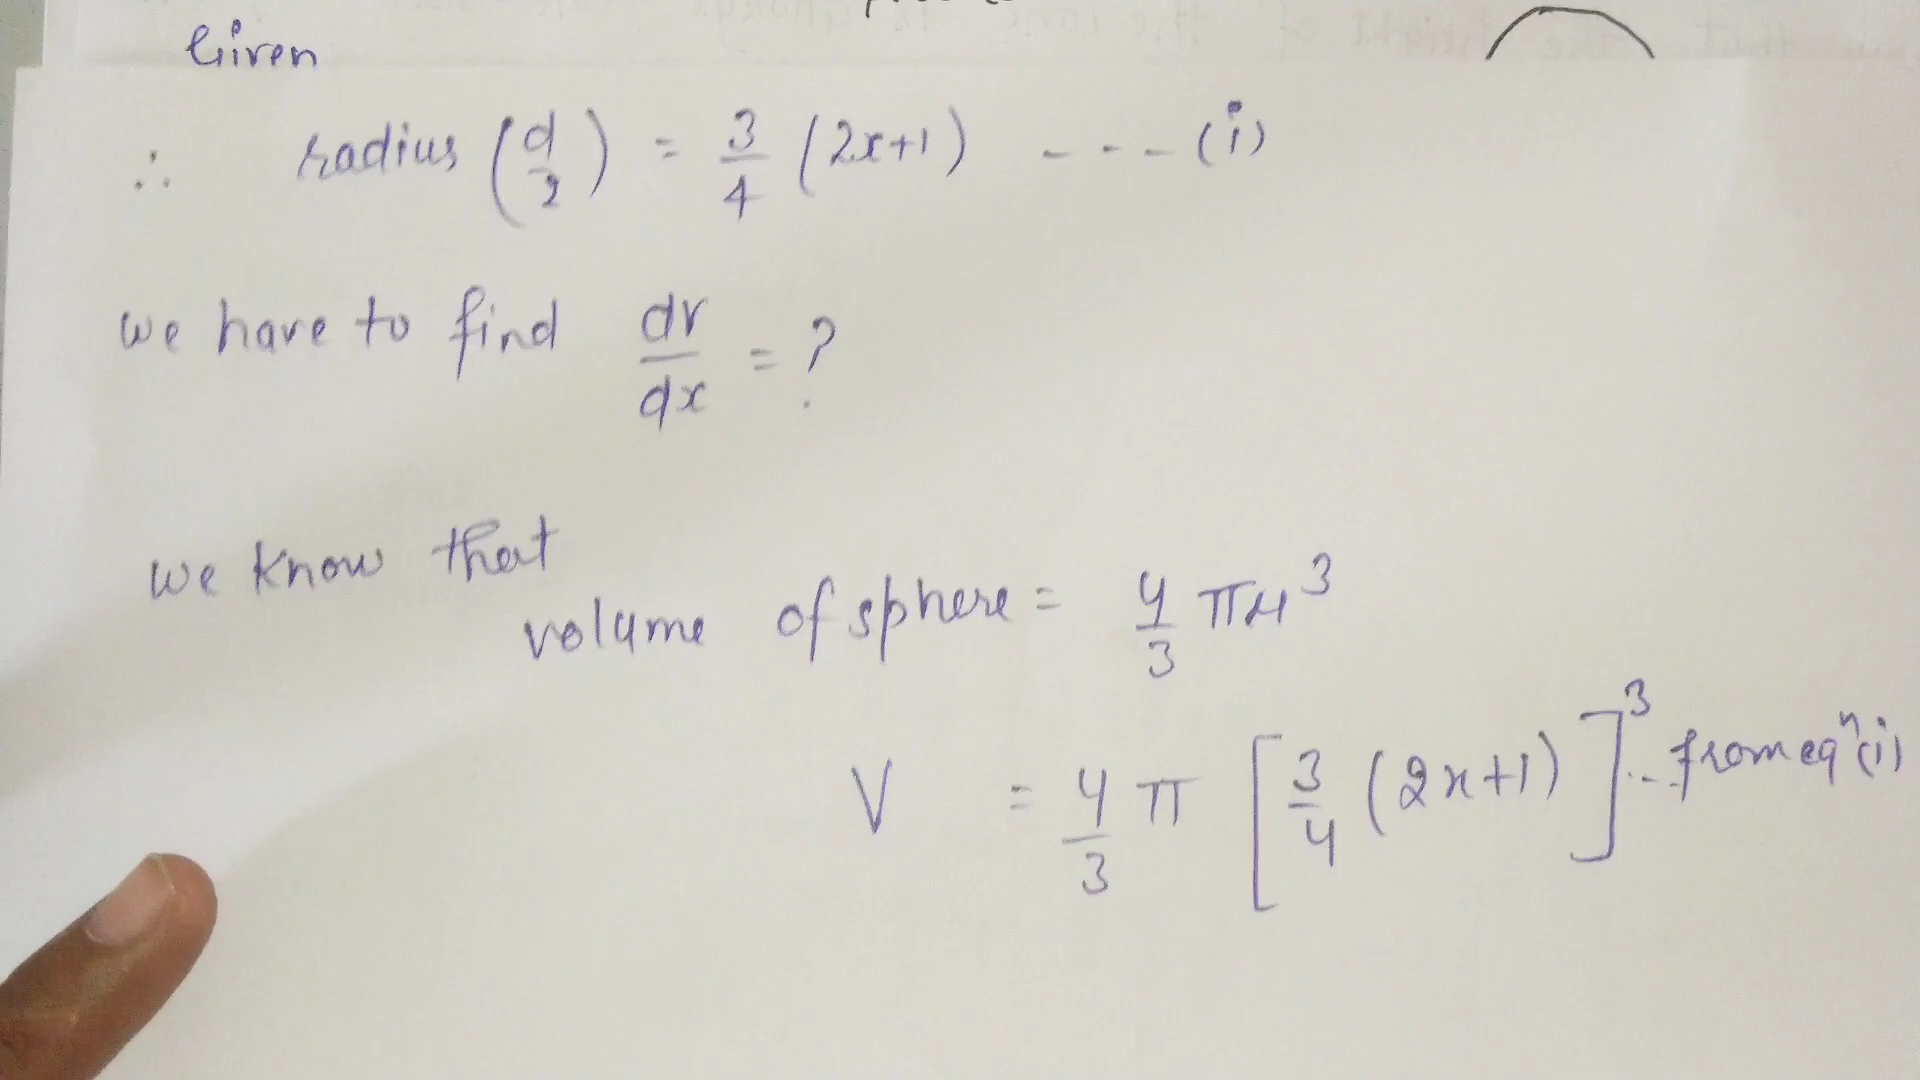 Given
∴ radius (d/2) = 3/4 (2x+1) - - - (i)
we have to find dv/dx = ?
we know that
volume of sphere = 4/3 πr³
V = 4/3 π [3/4 (2x+1)]³ ... from eqⁿ(i)